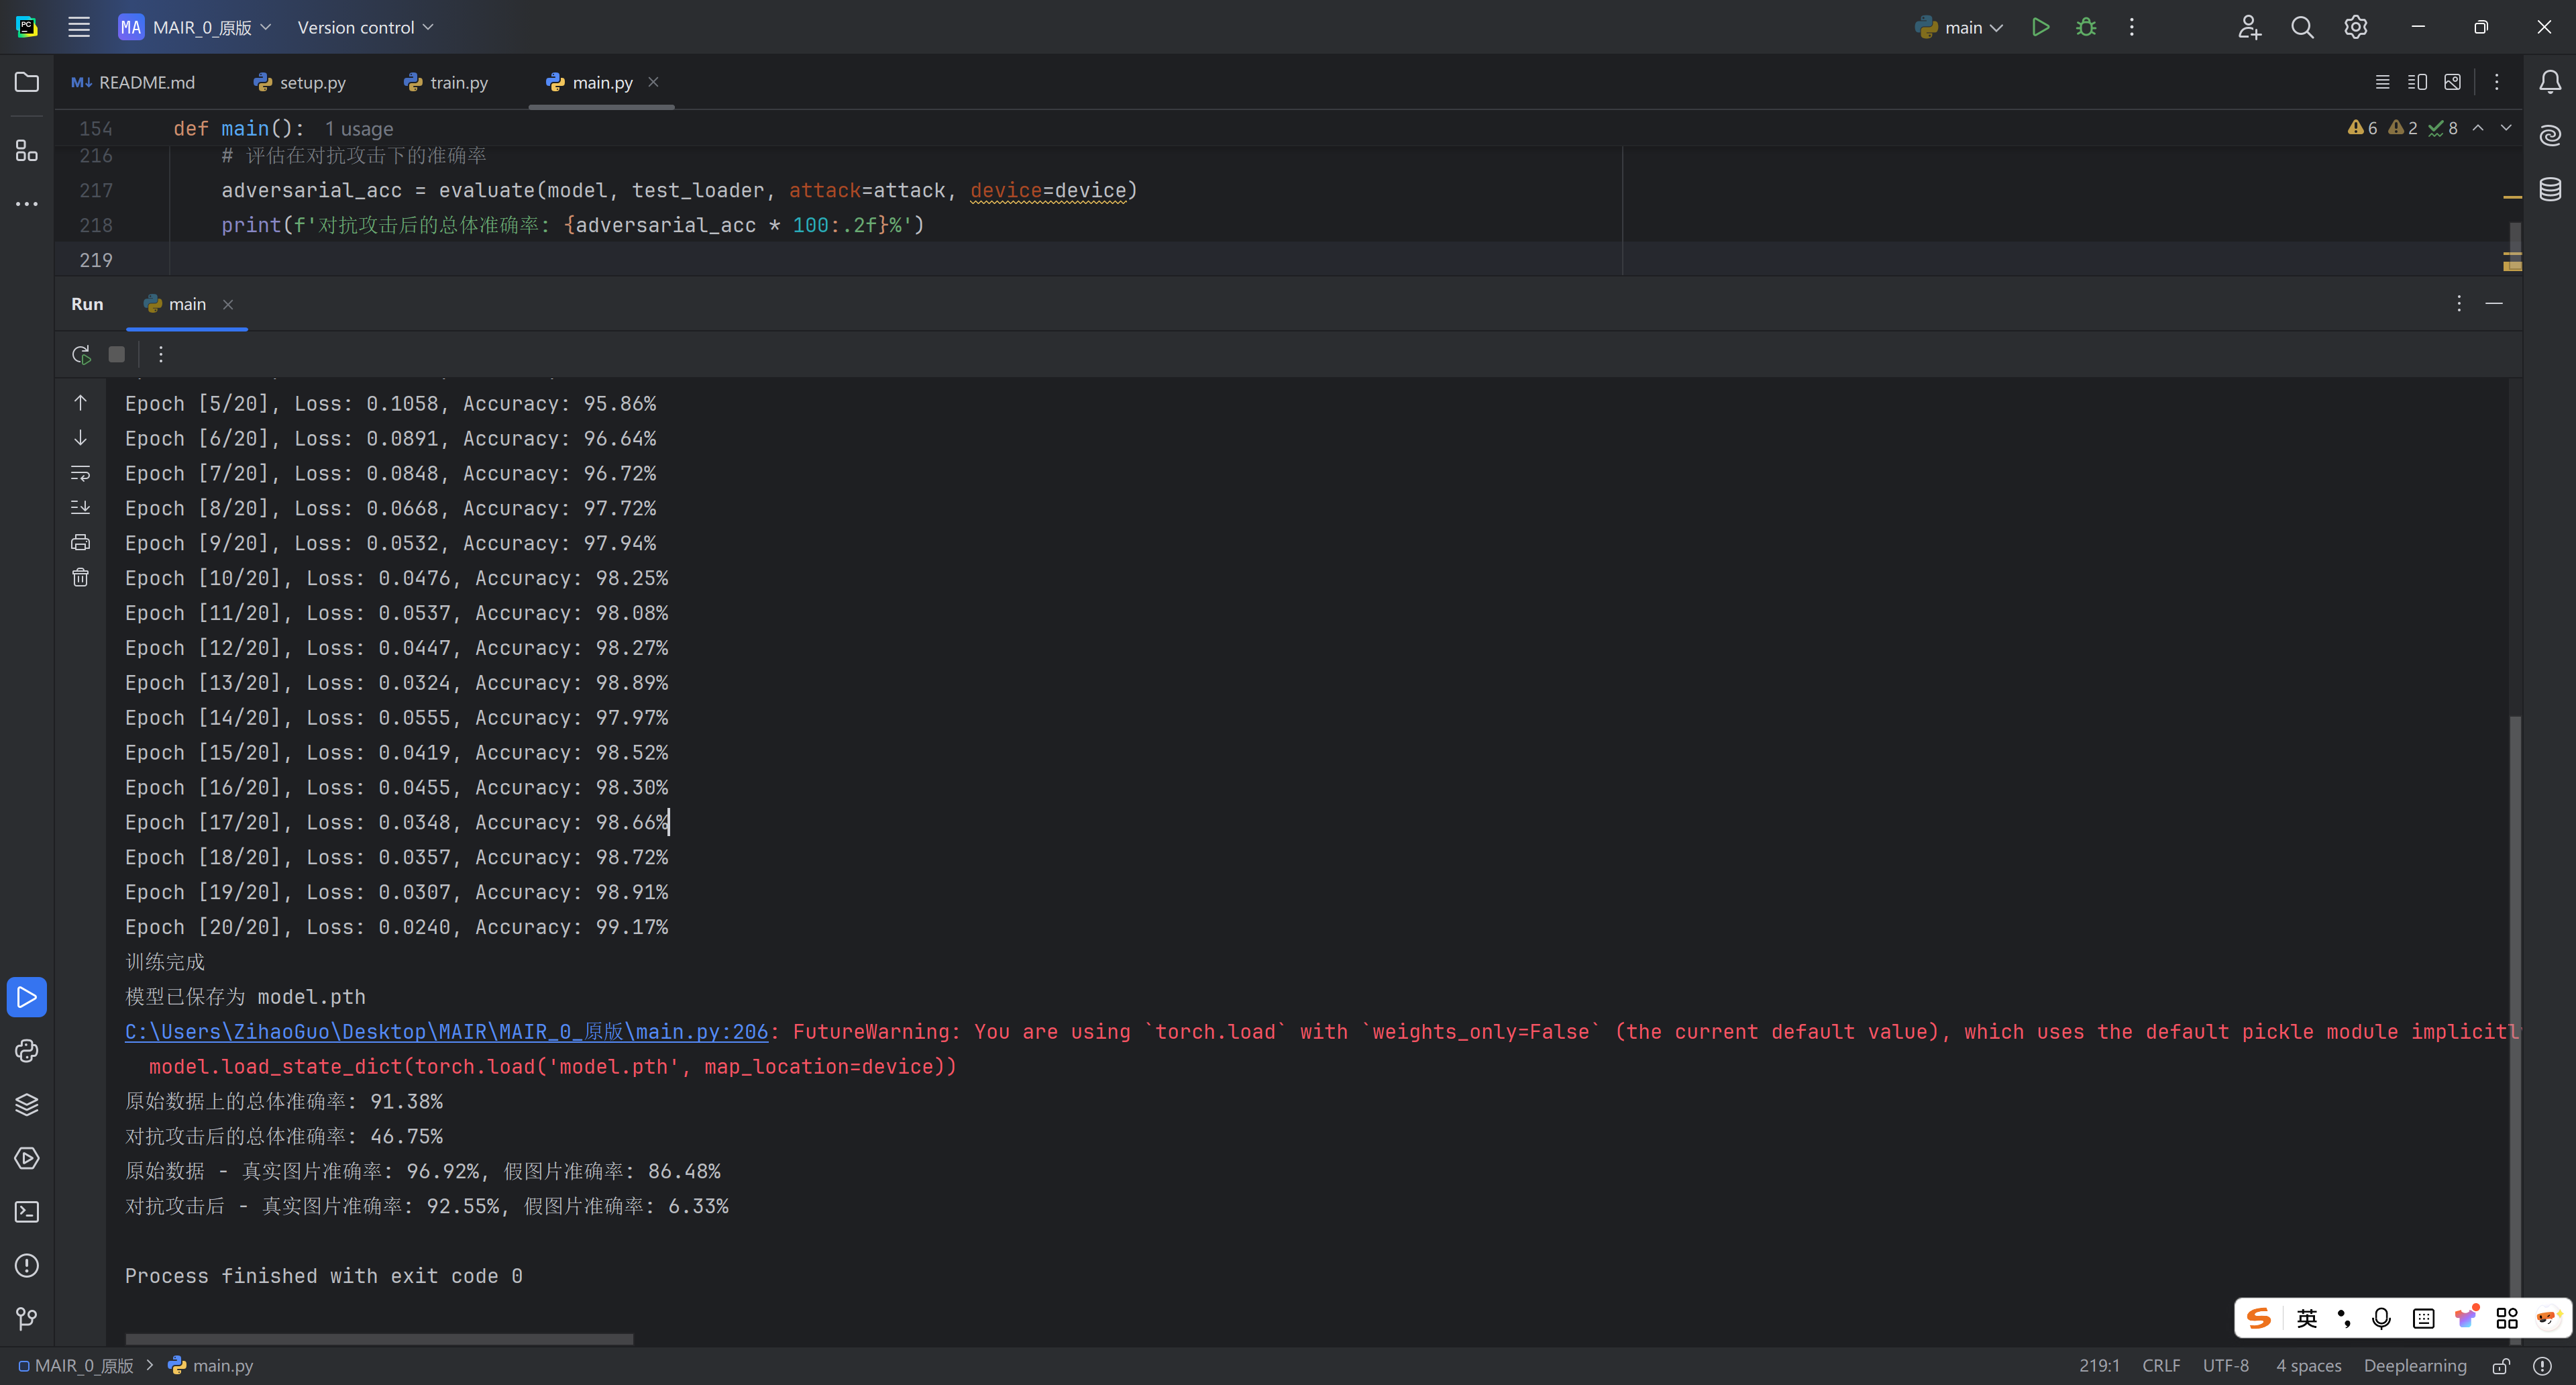 PC MA MAIR_0_原版 Version control main
README.md setup.py train.py main.py
154 def main(): 1 usage 6 2 8
216 # 评估在对抗攻击下的准确率
217 adversarial_acc = evaluate(model, test_loader, attack=attack, device=device)
218 print(f'对抗攻击后的总体准确率: {adversarial_acc * 100:.2f}%')
219
Run main
Epoch [5/20], Loss: 0.1058, Accuracy: 95.86%
Epoch [6/20], Loss: 0.0891, Accuracy: 96.64%
Epoch [7/20], Loss: 0.0848, Accuracy: 96.72%
Epoch [8/20], Loss: 0.0668, Accuracy: 97.72%
Epoch [9/20], Loss: 0.0532, Accuracy: 97.94%
Epoch [10/20], Loss: 0.0476, Accuracy: 98.25%
Epoch [11/20], Loss: 0.0537, Accuracy: 98.08%
Epoch [12/20], Loss: 0.0447, Accuracy: 98.27%
Epoch [13/20], Loss: 0.0324, Accuracy: 98.89%
Epoch [14/20], Loss: 0.0555, Accuracy: 97.97%
Epoch [15/20], Loss: 0.0419, Accuracy: 98.52%
Epoch [16/20], Loss: 0.0455, Accuracy: 98.30%
Epoch [17/20], Loss: 0.0348, Accuracy: 98.66%
Epoch [18/20], Loss: 0.0357, Accuracy: 98.72%
Epoch [19/20], Loss: 0.0307, Accuracy: 98.91%
Epoch [20/20], Loss: 0.0240, Accuracy: 99.17%
训练完成
模型已保存为 model.pth
C:\Users\ZihaoGuo\Desktop\MAIR\MAIR_0_原版\main.py:206: FutureWarning: You are using `torch.load` with `weights_only=False` (the current default value), which uses the default pickle module implicitl
model.load_state_dict(torch.load('model.pth', map_location=device))
原始数据上的总体准确率: 91.38%
对抗攻击后的总体准确率: 46.75%
原始数据 - 真实图片准确率: 96.92%, 假图片准确率: 86.48%
对抗攻击后 - 真实图片准确率: 92.55%, 假图片准确率: 6.33%
Process finished with exit code 0
英
MAIR_0_原版 > main.py 219:1 CRLF UTF-8 4 spaces Deeplearning